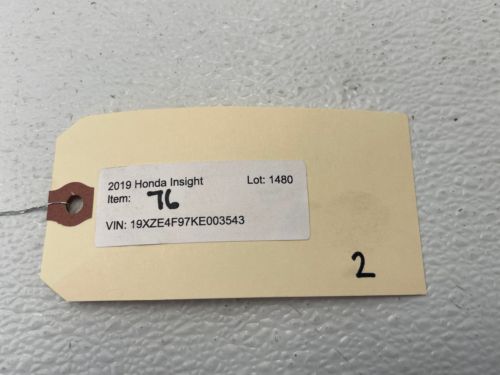 2019 Honda Insight Lot: 1480
Item: 76
VIN: 19XZE4F97KE003543
2